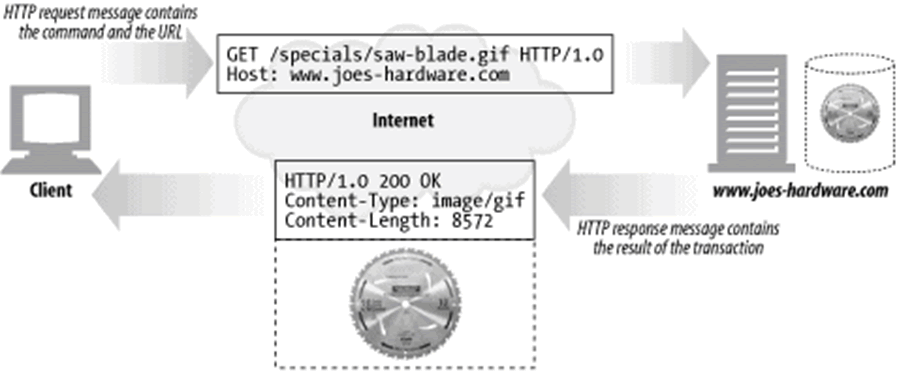 HTTP request message contains
the command and the URL
GET /specials/saw-blade.gif HTTP/1.0
Host: www.joes-hardware.com
Internet
Client
www.joes-hardware.com
HTTP/1.0 200 OK
Content-Type: image/gif
Content-Length: 8572
HTTP response message contains
the result of the transaction